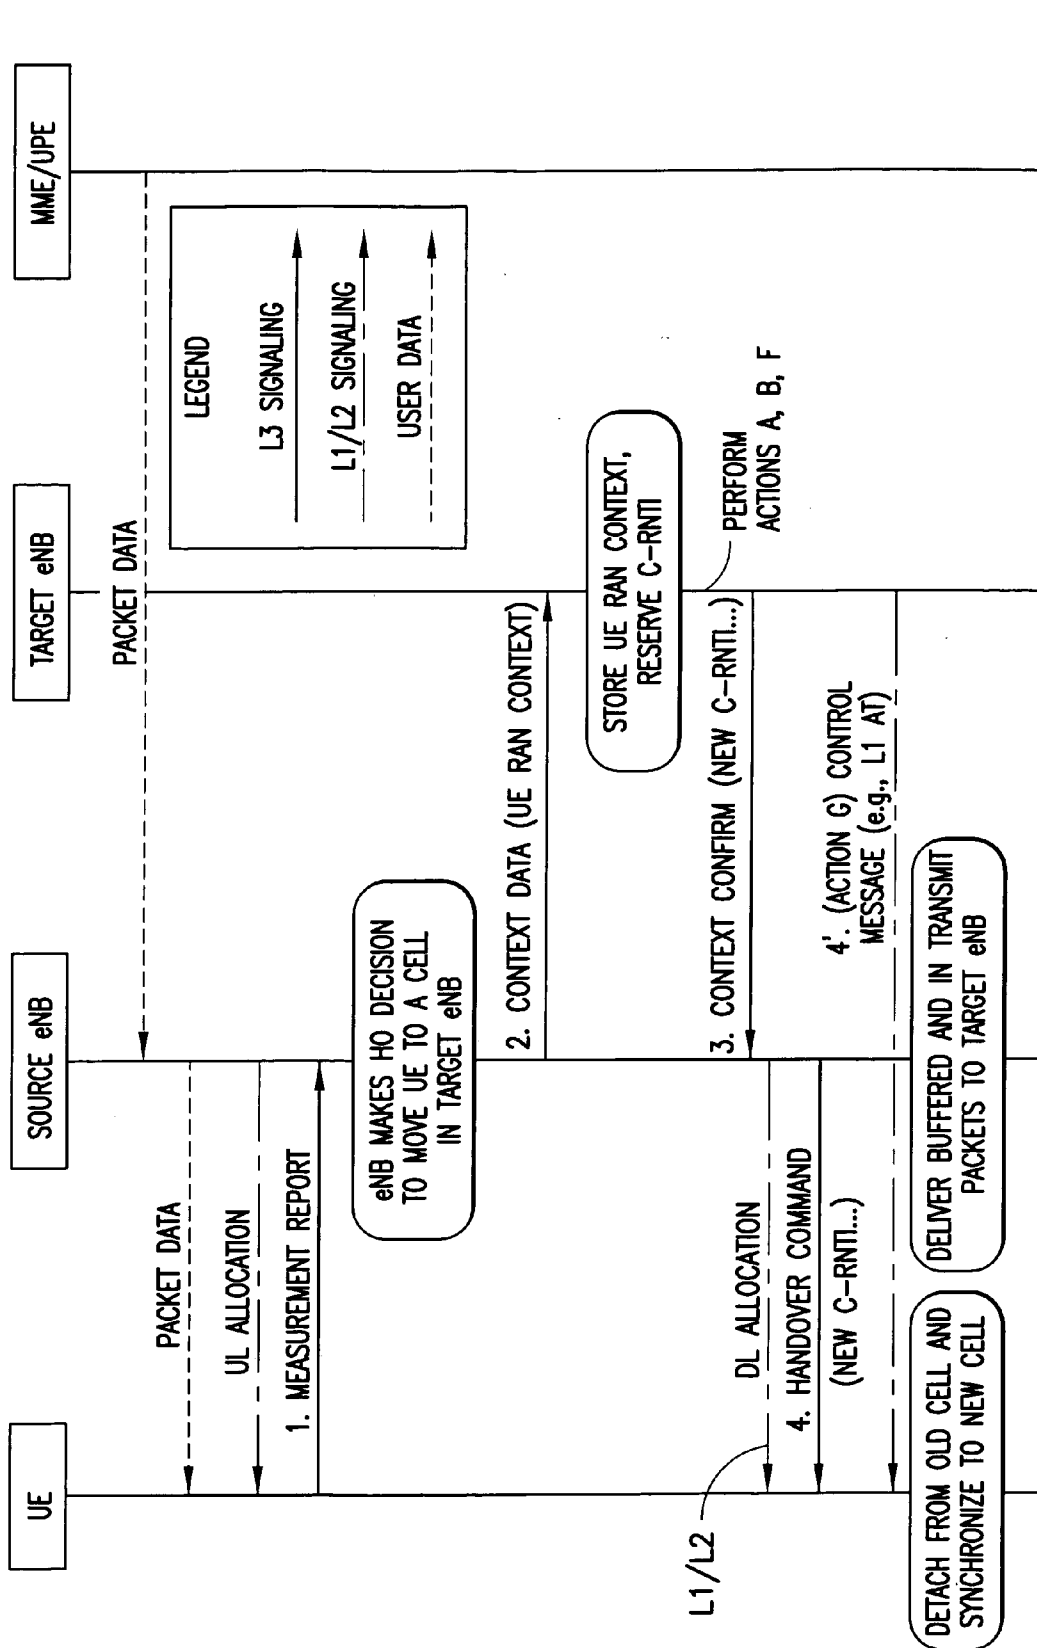 UE
SOURCE eNB
TARGET eNB
MME/UPE
PACKET DATA
LEGEND
L3 SIGNALING
L1/L2 SIGNALING
USER DATA
PACKET DATA
UL ALLOCATION
1. MEASUREMENT REPORT
eNB MAKES HO DECISION
TO MOVE UE TO A CELL
IN TARGET eNB
2. CONTEXT DATA (UE RAN CONTEXT)
STORE UE RAN CONTEXT,
RESERVE C-RNTI
PERFORM
ACTIONS A, B, F
3. CONTEXT CONFIRM (NEW C-RNTI...)
L1/L2
DL ALLOCATION
4. HANDOVER COMMAND
(NEW C-RNTI...)
4'. (ACTION G) CONTROL
MESSAGE (e.g., L1 AT)
DETACH FROM OLD CELL AND
SYNCHRONIZE TO NEW CELL
DELIVER BUFFERED AND IN TRANSMIT
PACKETS TO TARGET eNB